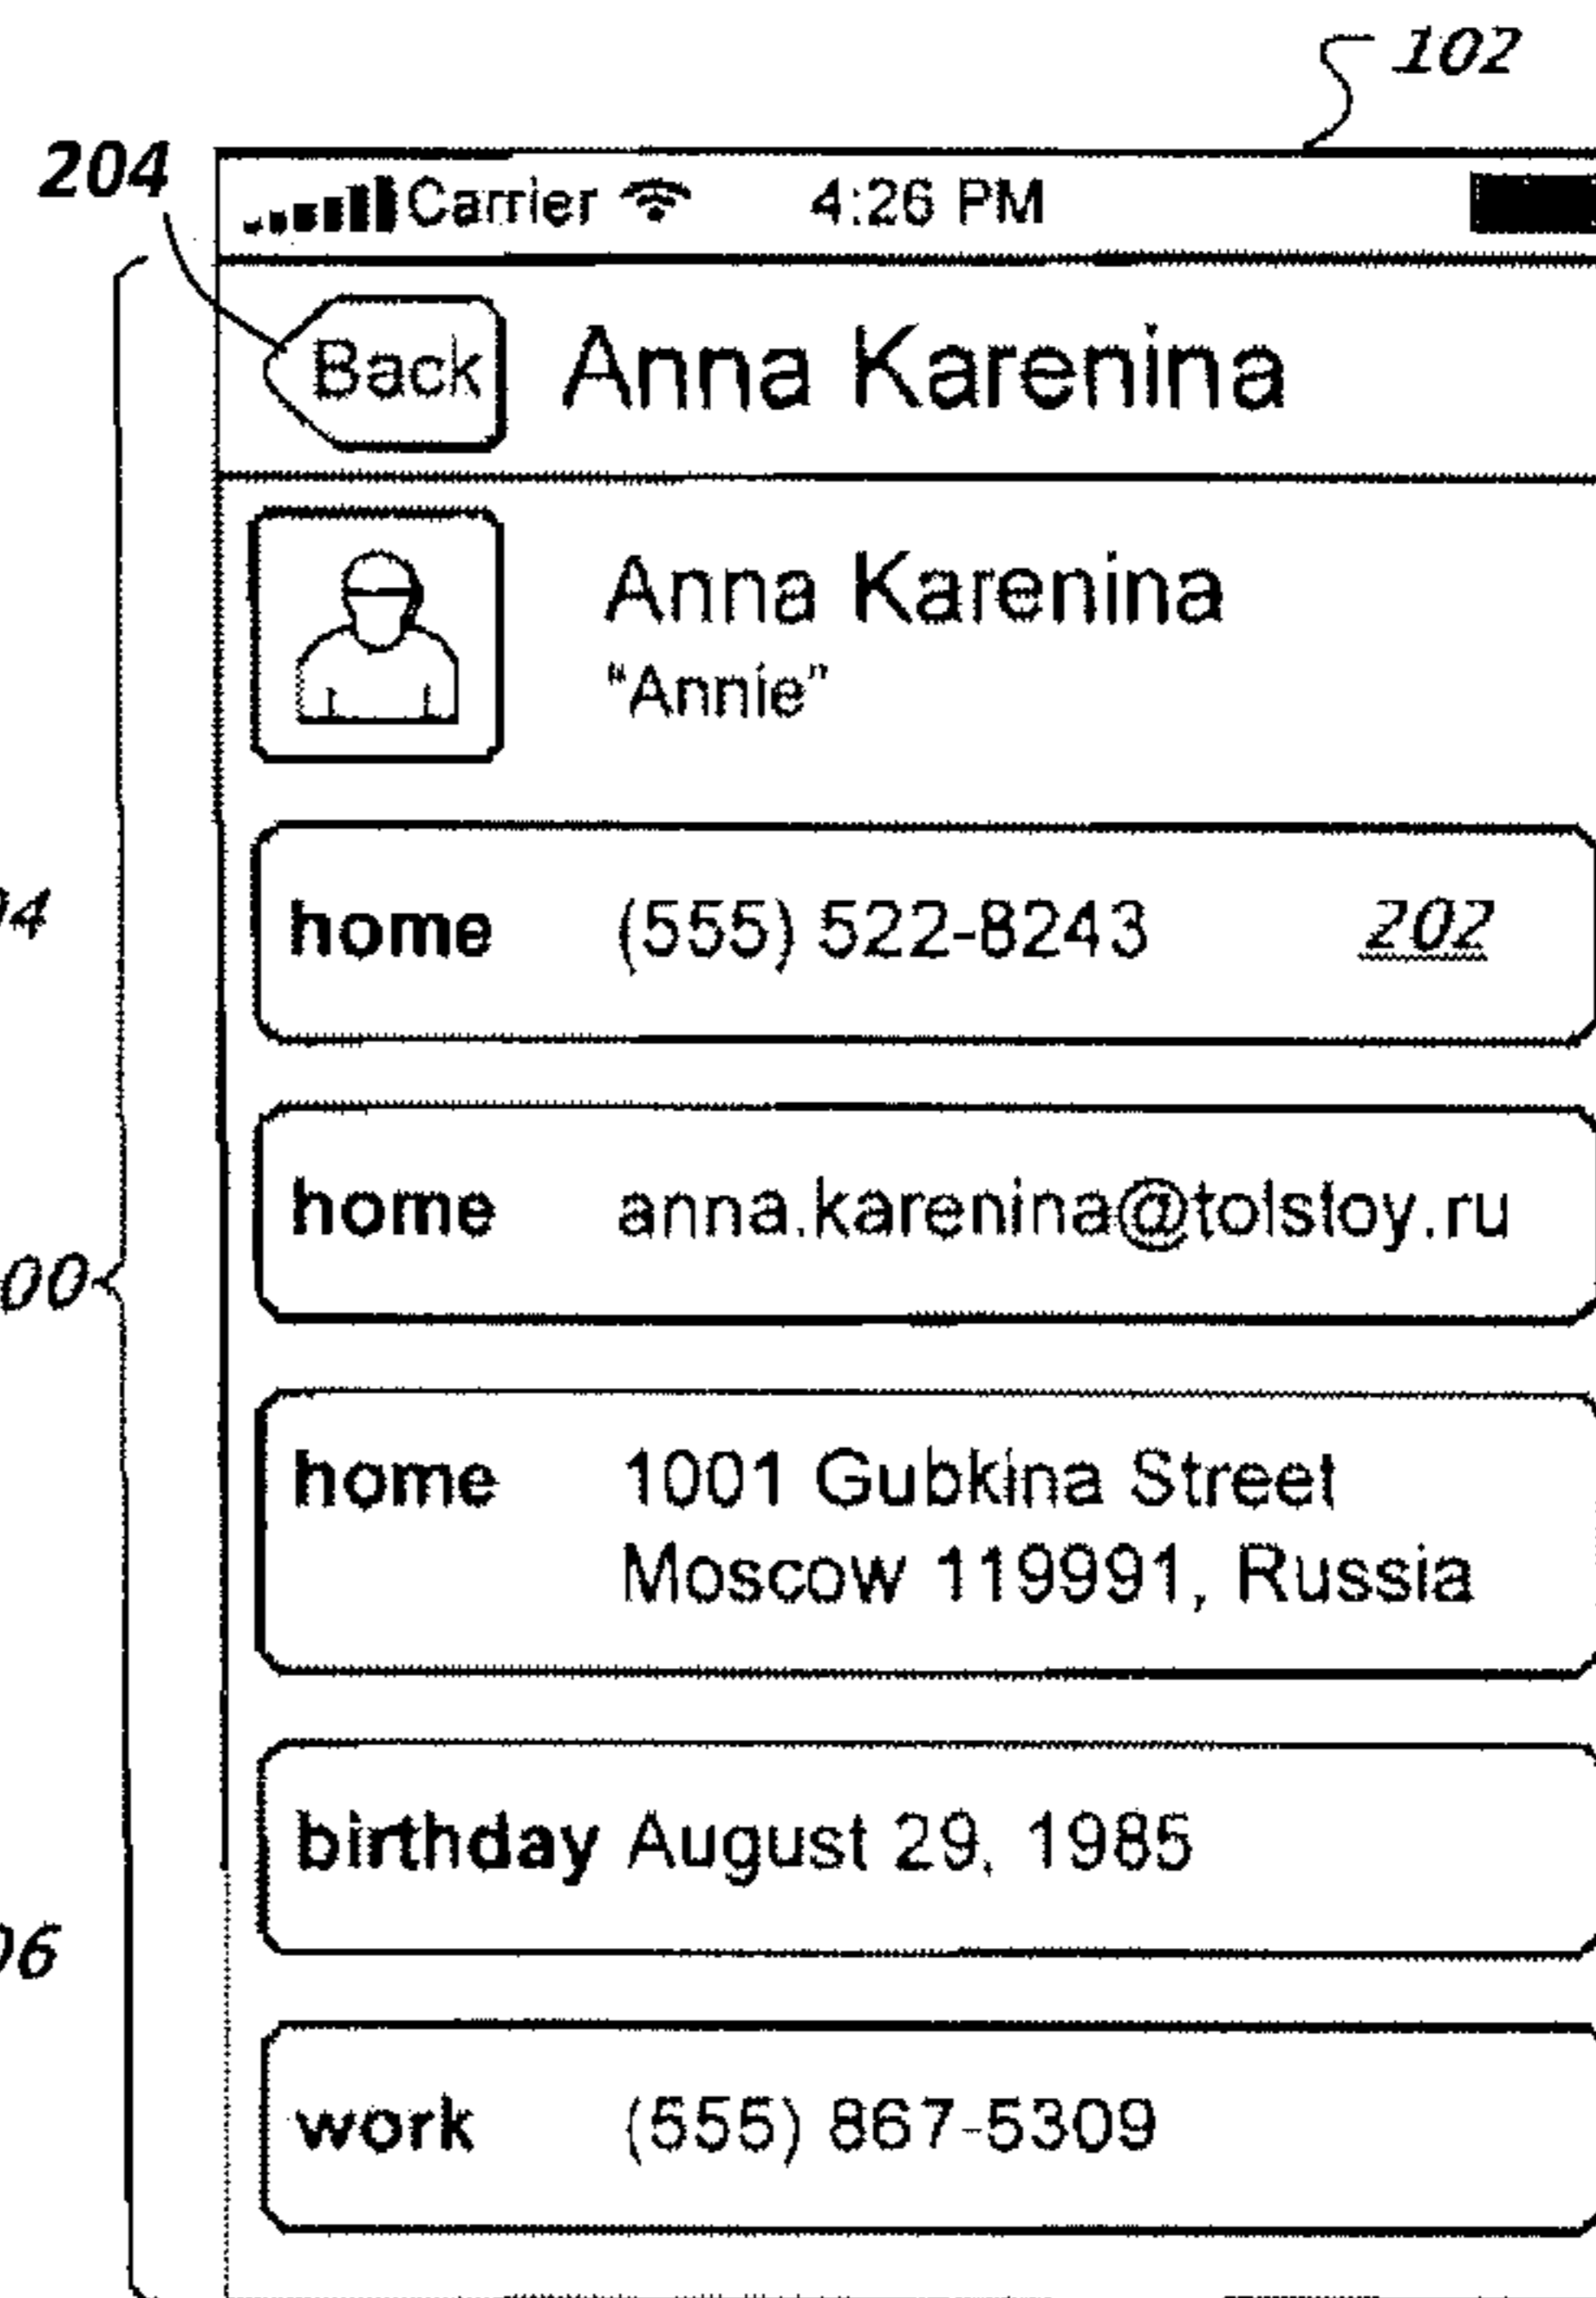 102
204
Carrier 4:26 PM
Back Anna Karenina
Anna Karenina
"Annie"
home (555) 522-8243 202
home anna.karenina@tolstoy.ru
00
home 1001 Gubkina Street
Moscow 119991, Russia
birthday August 29, 1985
work (555) 867-5309